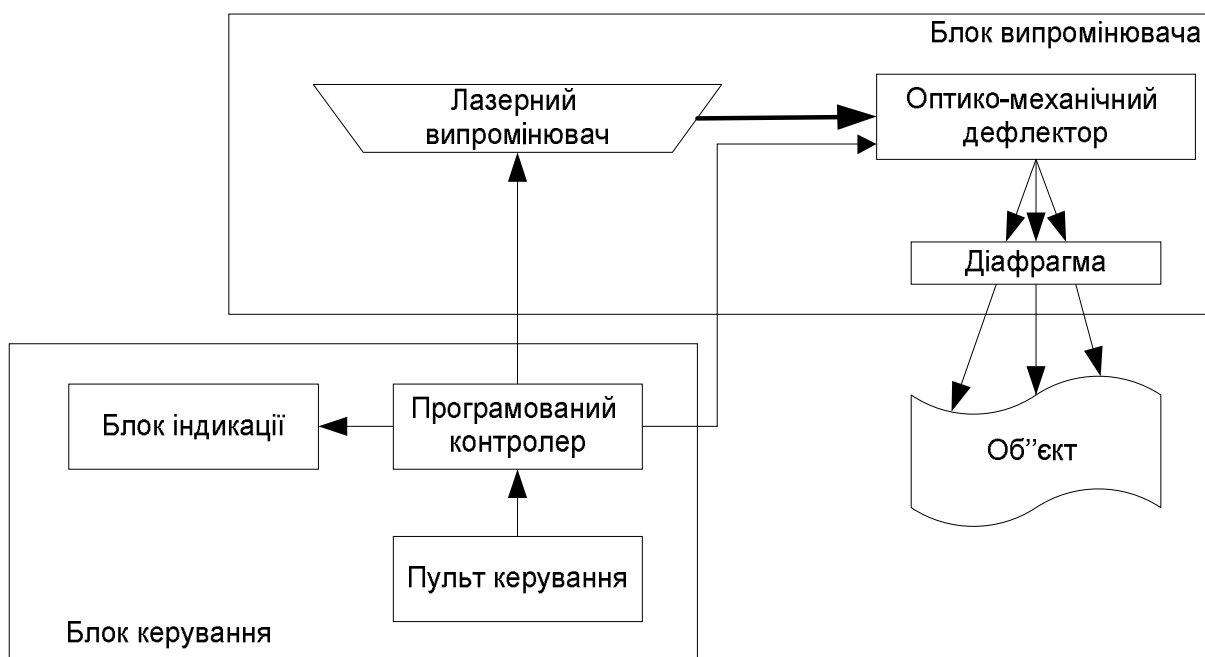 Блок випромінювача
Лазерний
випромінювач
Оптико-механічний
дефлектор
Діафрагма
Блок індикації
Програмований
контролер
Об’’єкт
Пульт керування
Блок керування